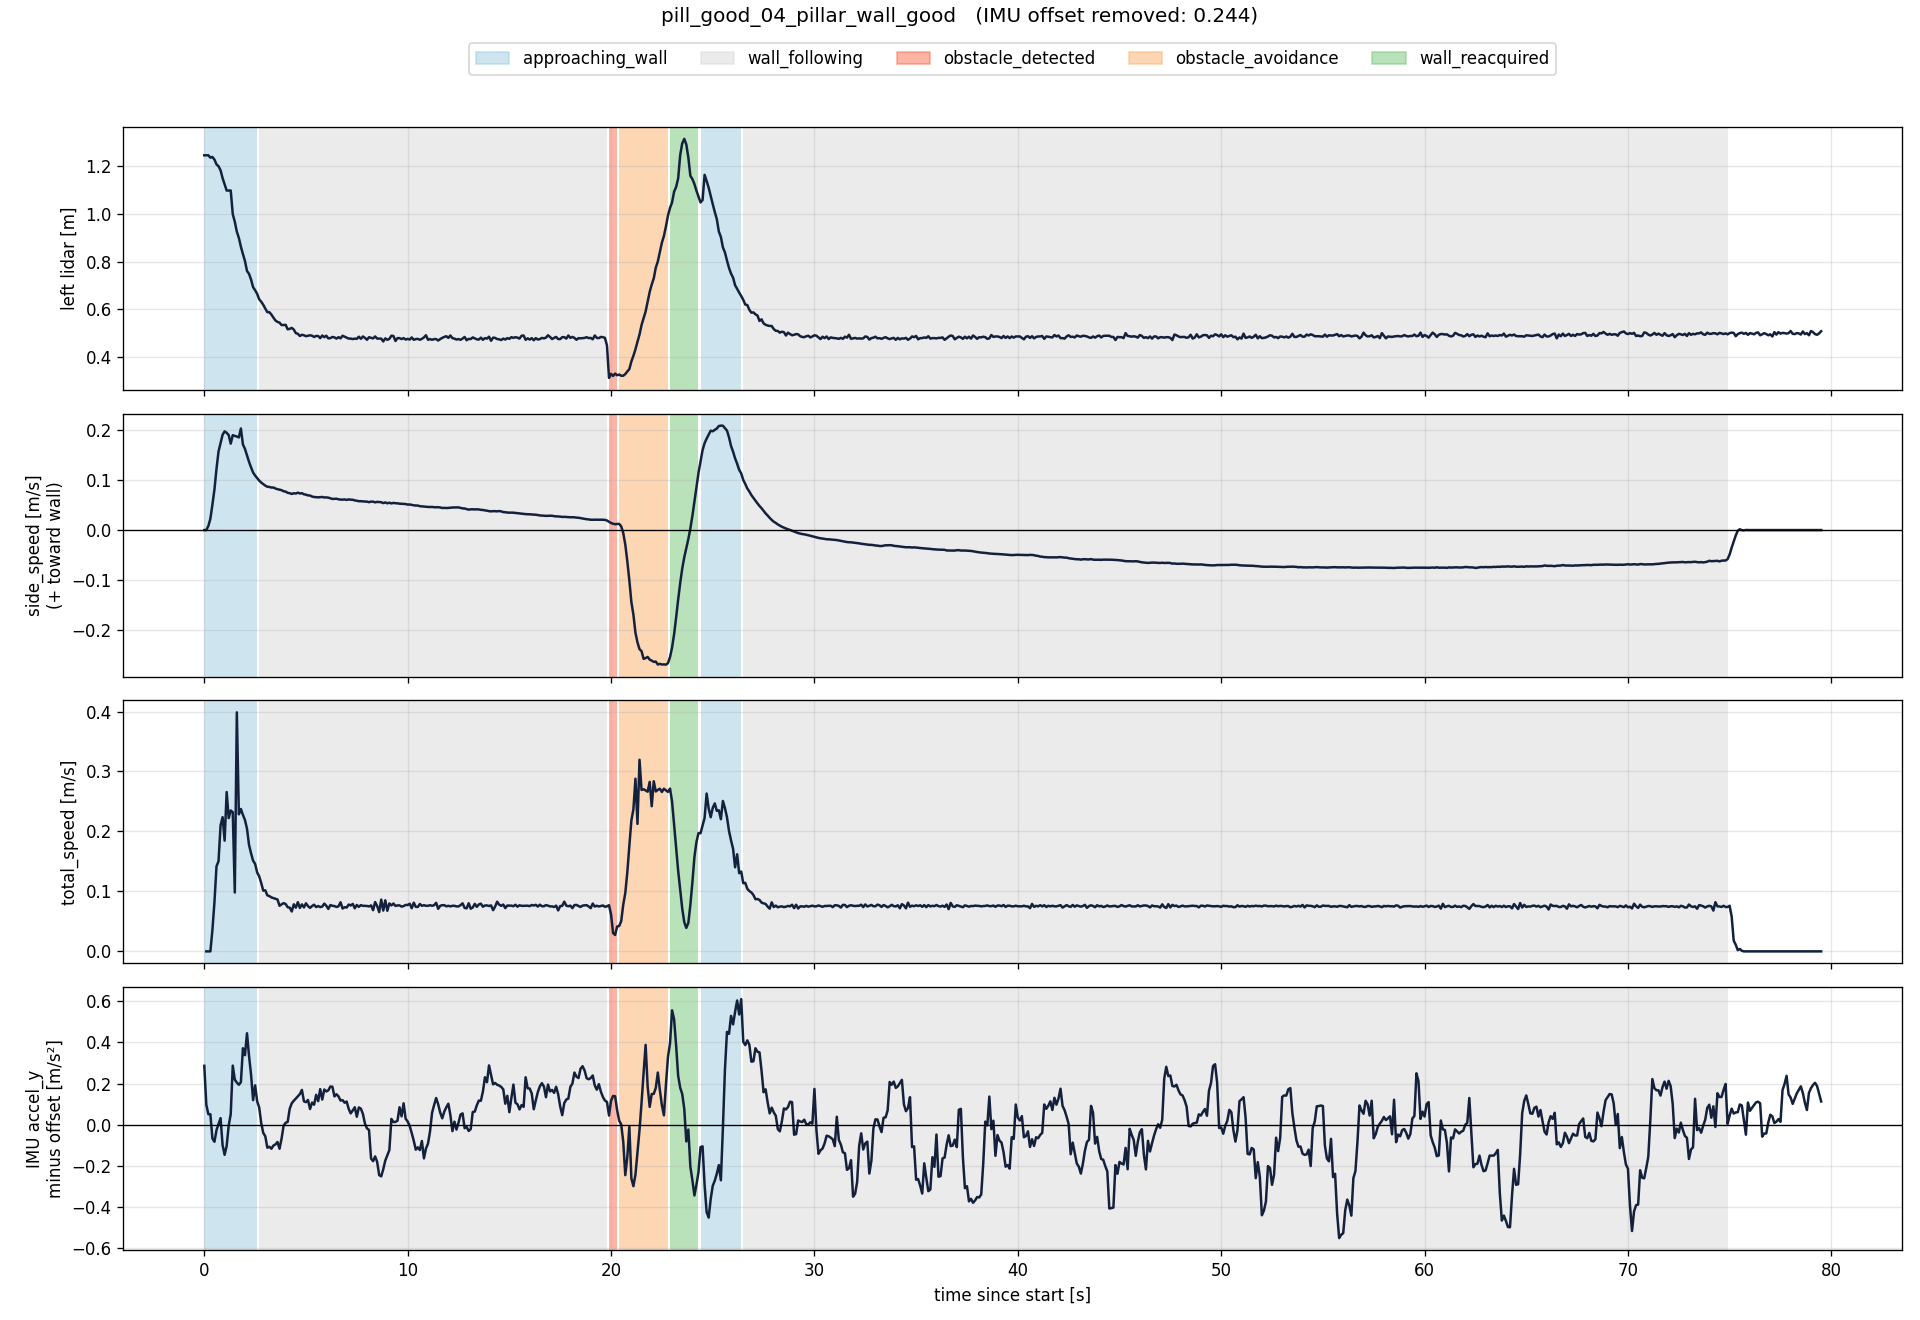 pill_good_04_pillar_wall_good   (IMU offset removed: 0.244)
approaching_wall wall_following obstacle_detected obstacle_avoidance wall_reacquired
left lidar [m]
1.2
1.0
0.8
0.6
0.4
side_speed [m/s]
(+ toward wall)
0.2
0.1
0.0
−0.1
−0.2
total_speed [m/s]
0.4
0.3
0.2
0.1
0.0
IMU accel_y
minus offset [m/s²]
0.6
0.4
0.2
0.0
−0.2
−0.4
−0.6
0 10 20 30 40 50 60 70 80
time since start [s]